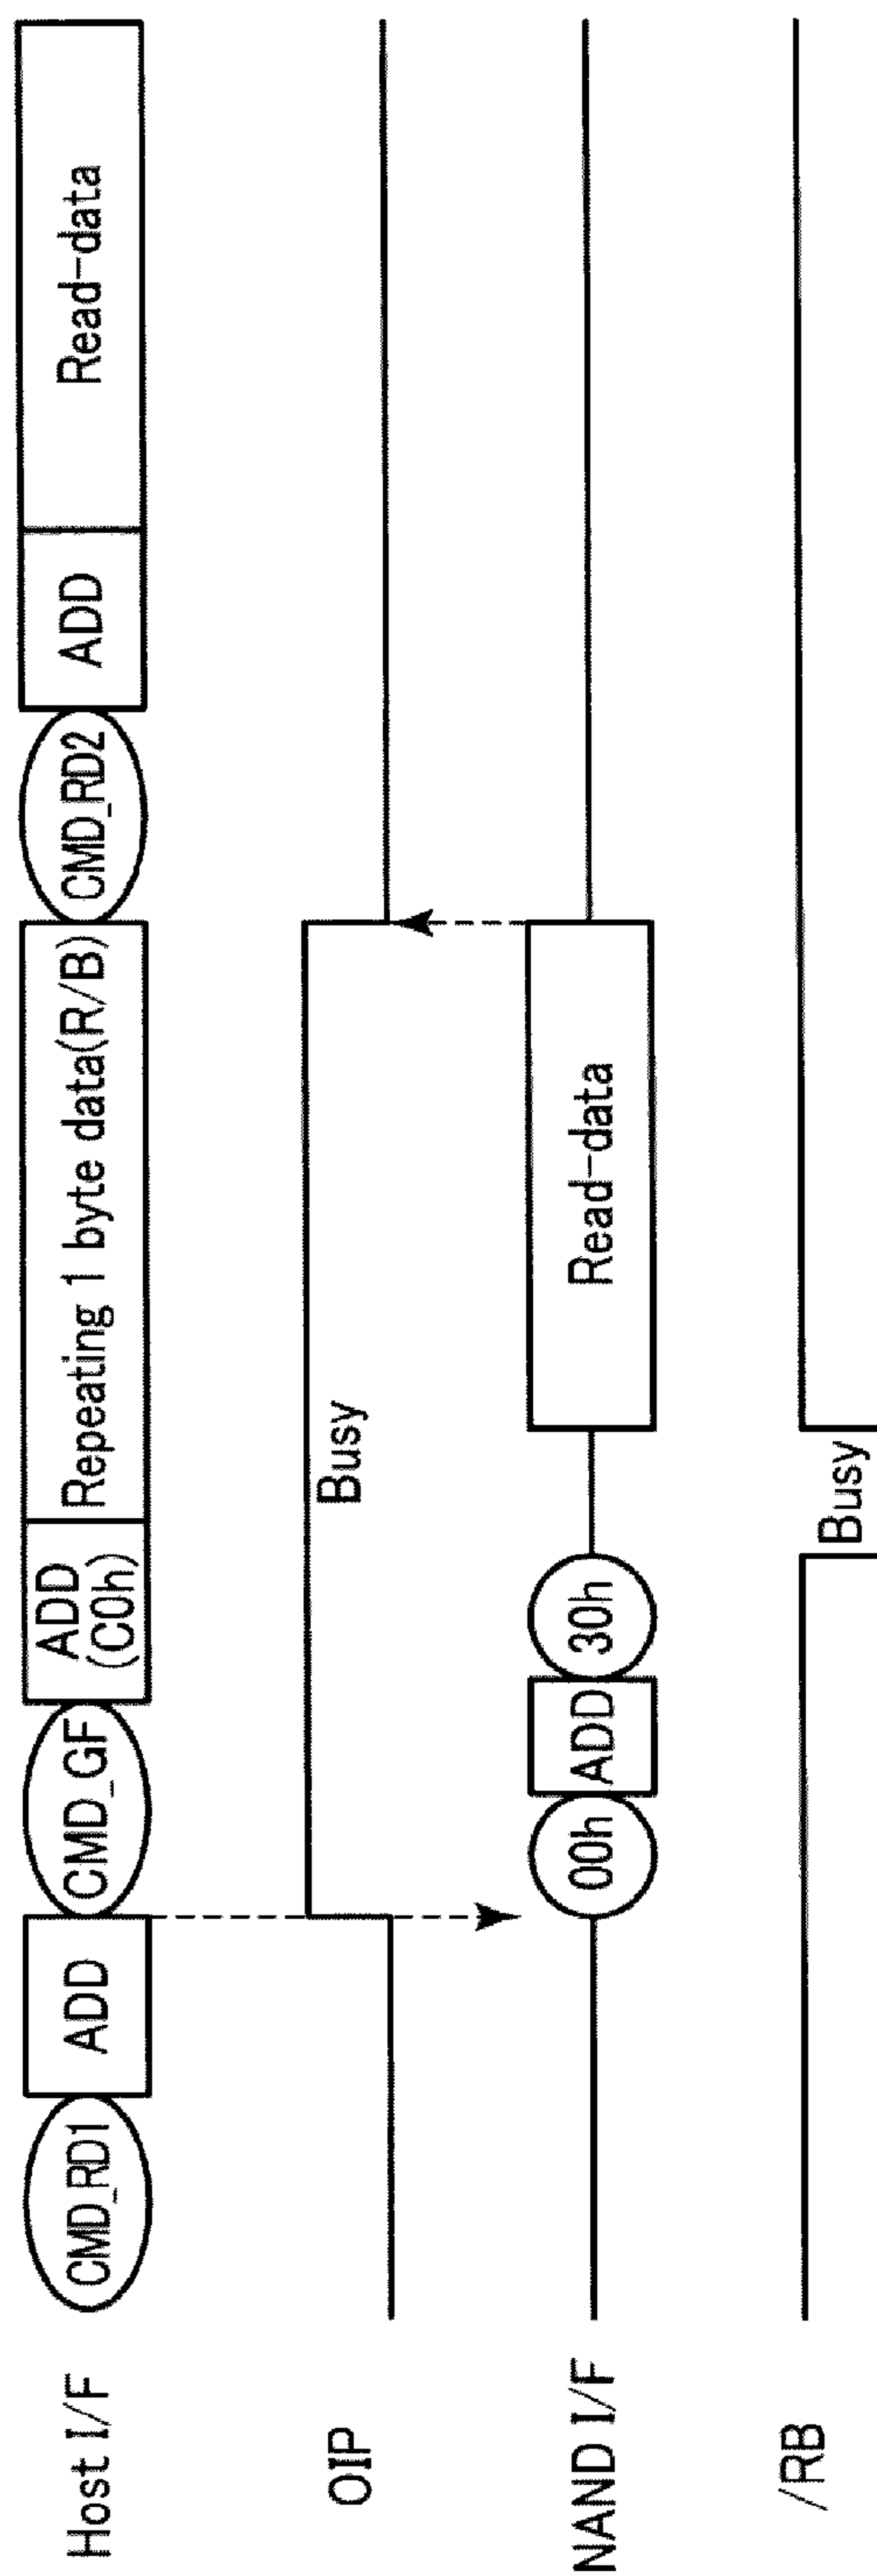 Host I/F
CMD_RD1
ADD
CMD_GF
ADD
(C0h)
Repeating 1 byte data(R/B)
CMD_RD2
ADD
Read-data
OIP
Busy
NAND I/F
00h
ADD
30h
Read-data
/RB
Busy